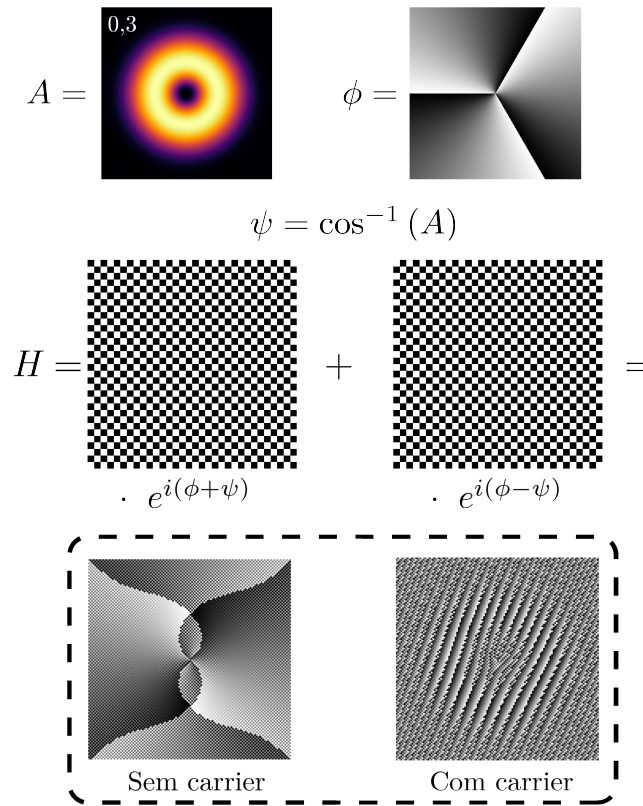 A = 0,3 ϕ =
ψ = cos⁻¹ (A)
H = + =
· e^{i(ϕ+ψ)} · e^{i(ϕ−ψ)}
Sem carrier Com carrier